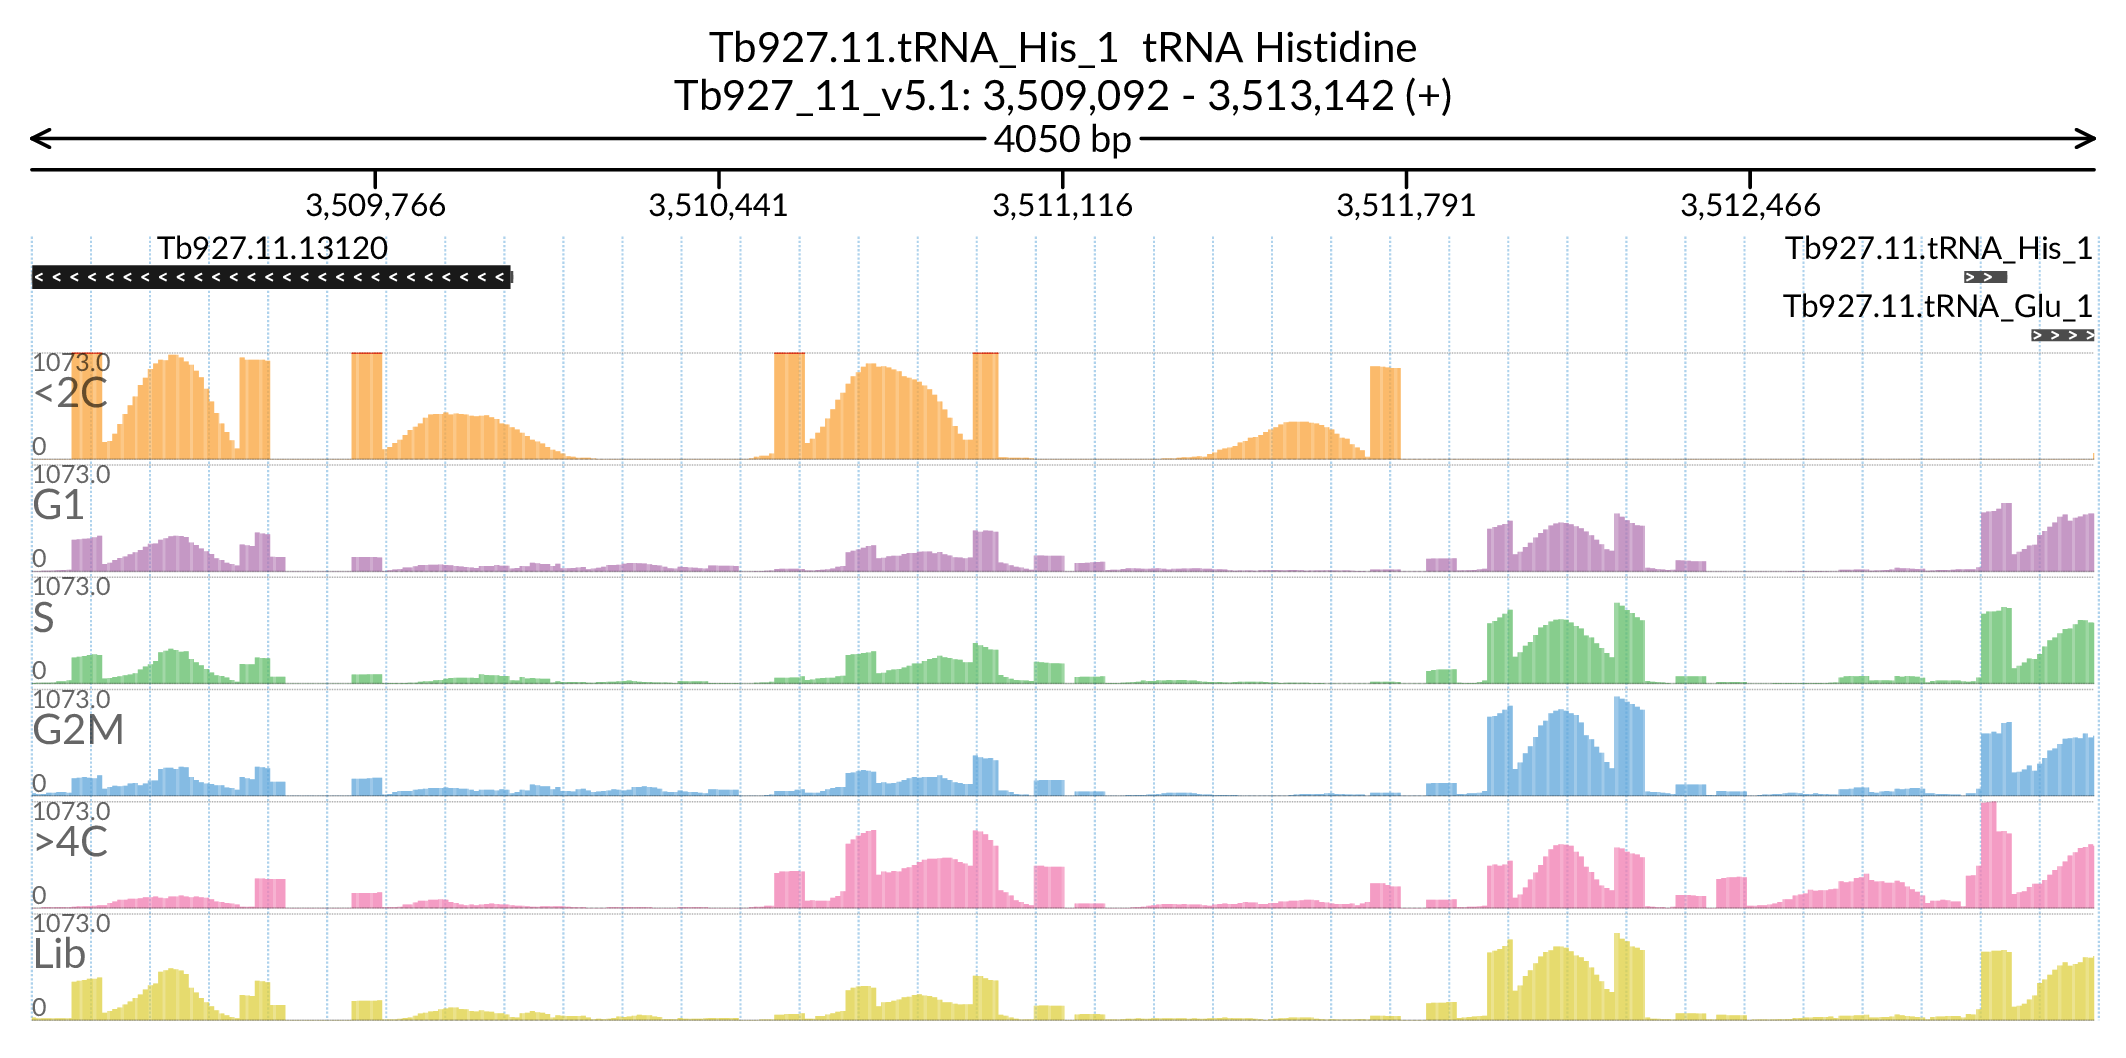 Tb927.11.tRNA_His_1  tRNA Histidine
Tb927_11_v5.1: 3,509,092 - 3,513,142 (+)
4050 bp
3,509,766 3,510,441 3,511,116 3,511,791 3,512,466
Tb927.11.13120 Tb927.11.tRNA_His_1
Tb927.11.tRNA_Glu_1
1073.0
<2C
0
1073.0
G1
0
1073.0
S
0
1073.0
G2M
0
1073.0
>4C
0
1073.0
Lib
0